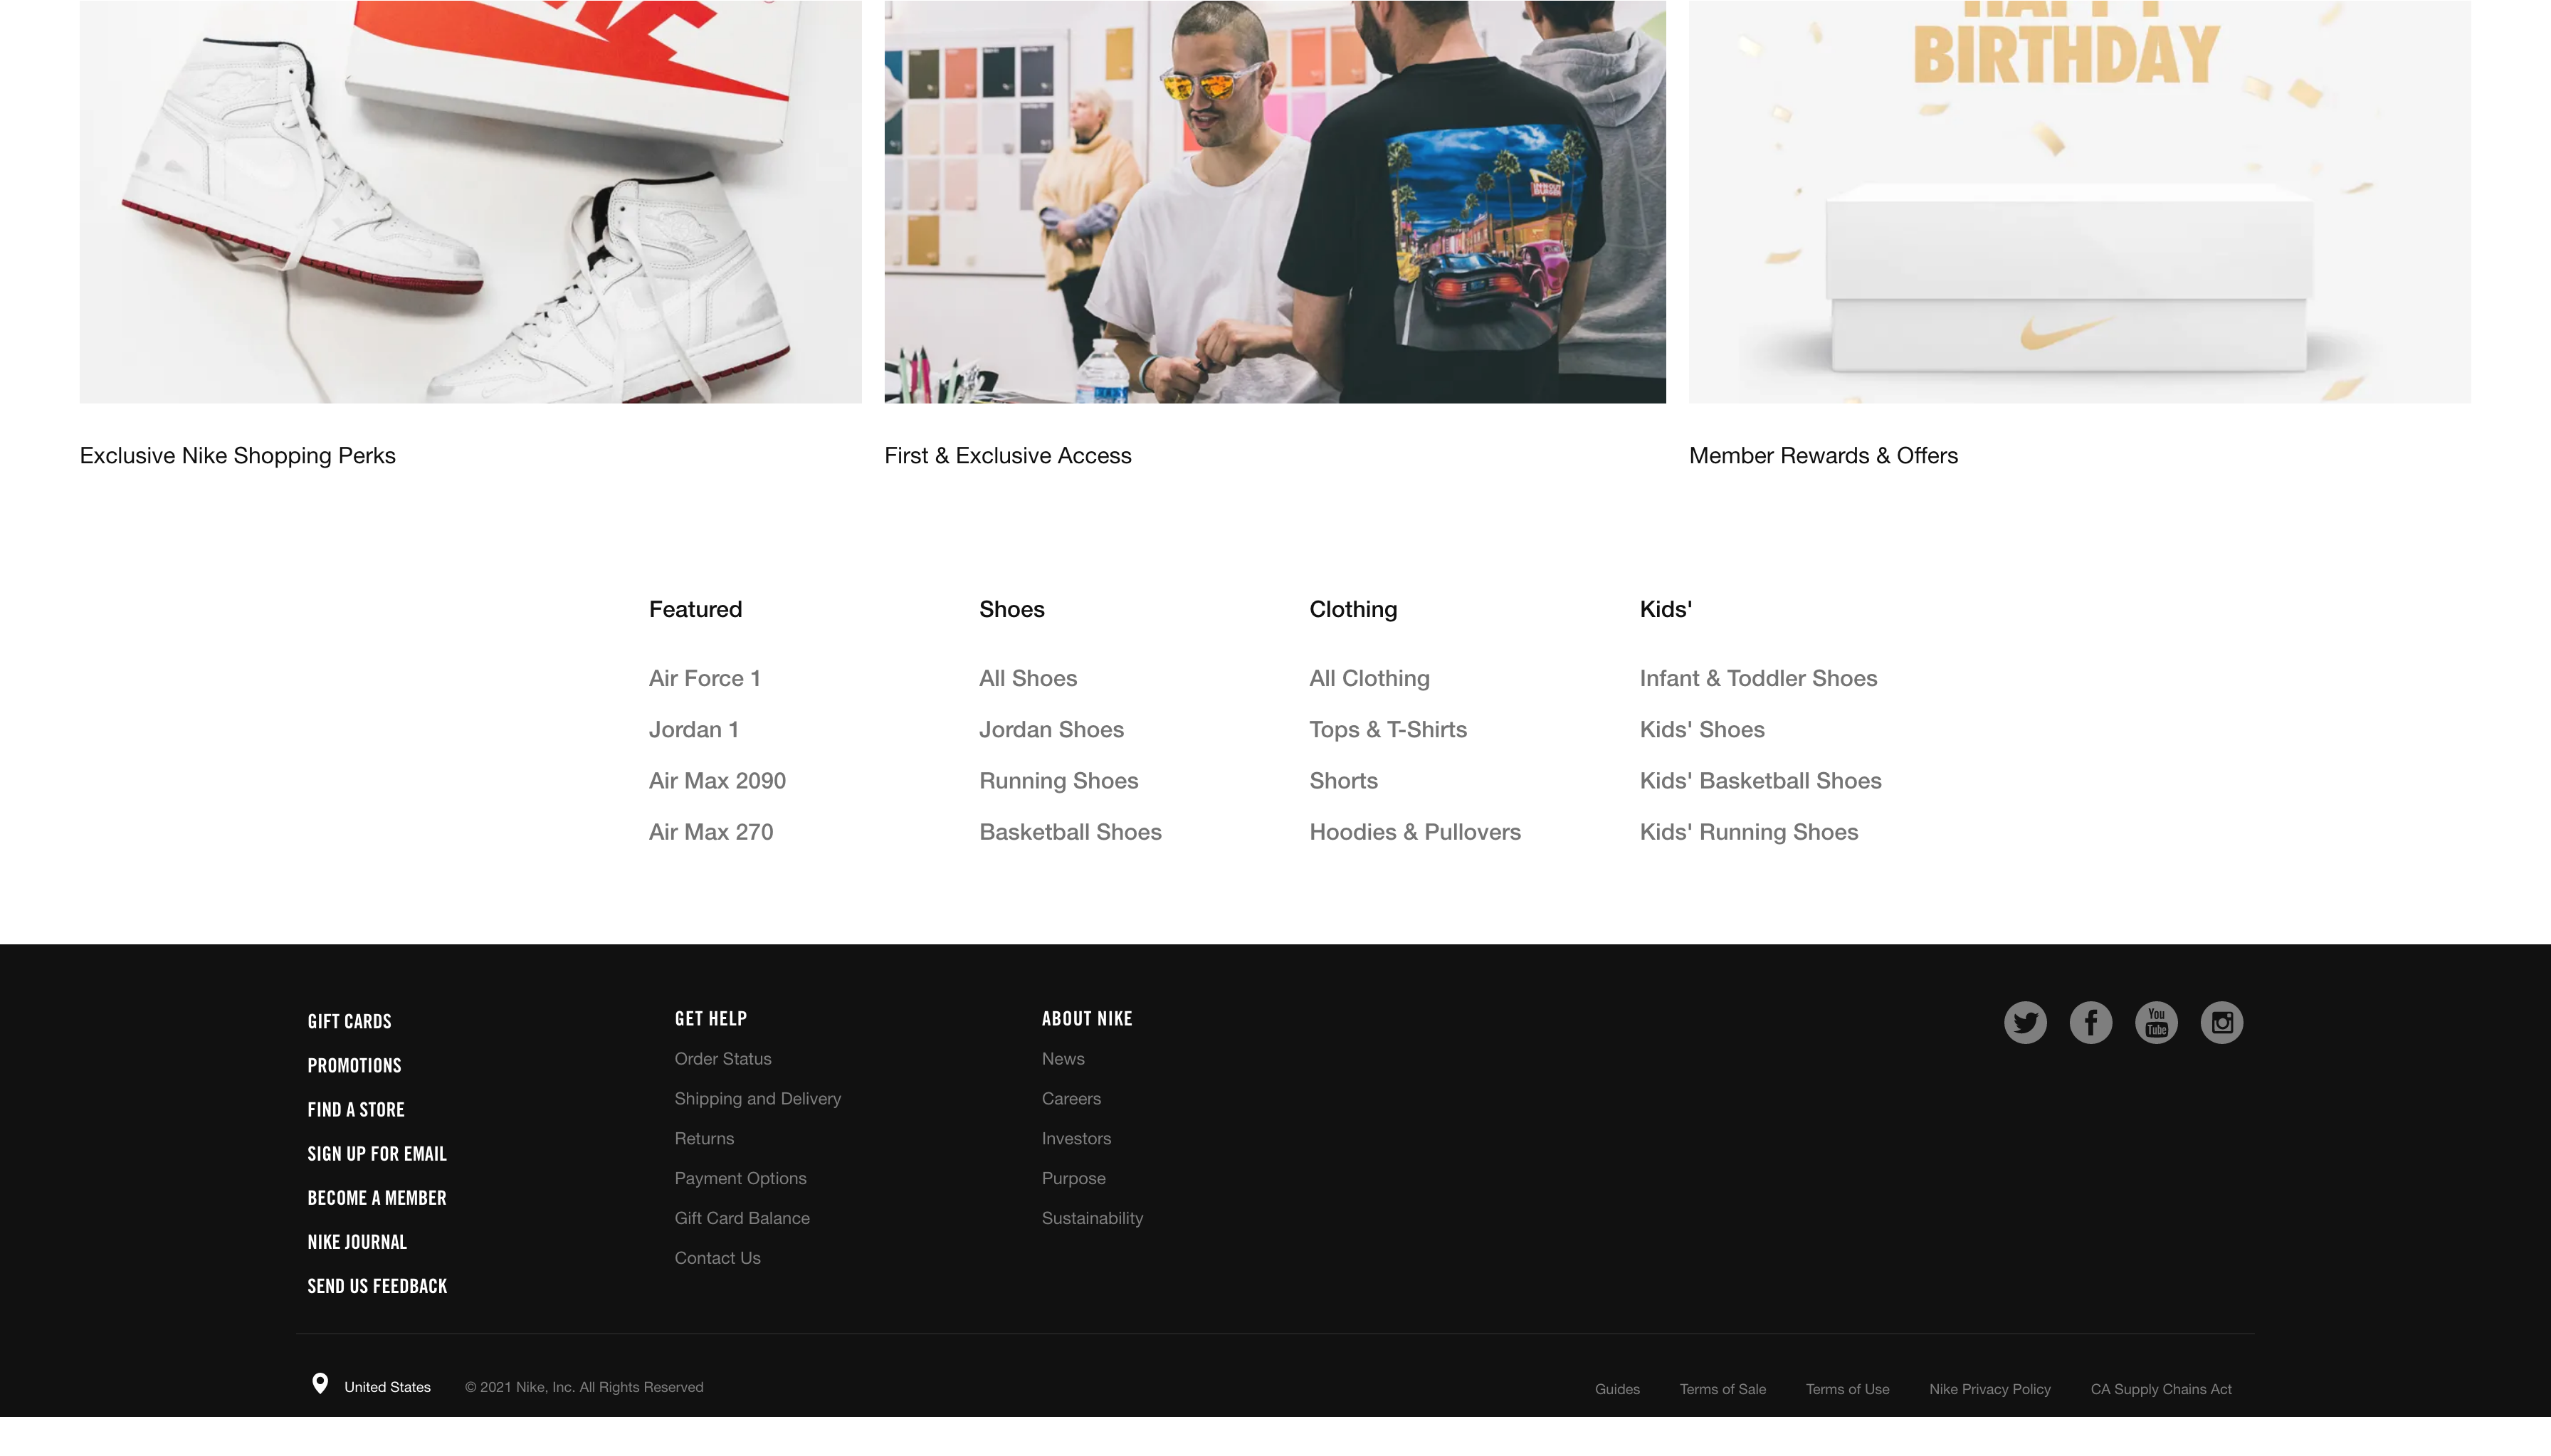 BIRTHDAY
Exclusive Nike Shopping Perks
First & Exclusive Access
Member Rewards & Offers
Featured
Air Force 1
Jordan 1
Air Max 2090
Air Max 270
Shoes
All Shoes
Jordan Shoes
Running Shoes
Basketball Shoes
Clothing
All Clothing
Tops & T-Shirts
Shorts
Hoodies & Pullovers
Kids'
Infant & Toddler Shoes
Kids' Shoes
Kids' Basketball Shoes
Kids' Running Shoes
GIFT CARDS
PROMOTIONS
FIND A STORE
SIGN UP FOR EMAIL
BECOME A MEMBER
NIKE JOURNAL
SEND US FEEDBACK
GET HELP
Order Status
Shipping and Delivery
Returns
Payment Options
Gift Card Balance
Contact Us
ABOUT NIKE
News
Careers
Investors
Purpose
Sustainability
You
Tube
United States
© 2021 Nike, Inc. All Rights Reserved
Guides
Terms of Sale
Terms of Use
Nike Privacy Policy
CA Supply Chains Act